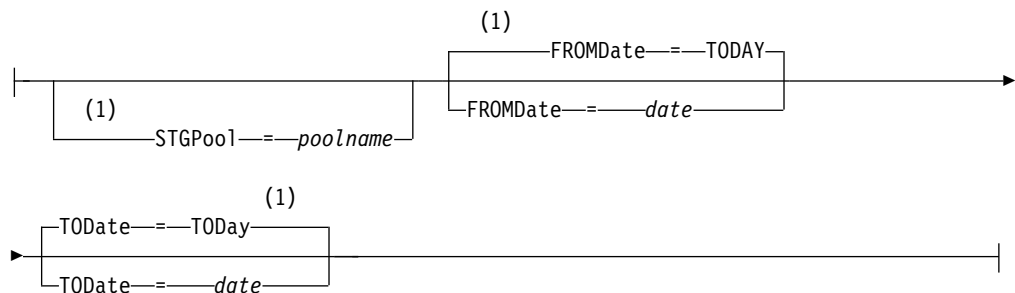 (1)
FROMDate = TODAY
(1)
STGPool = poolname
FROMDate = date
(1)
TODate = TODay
TODate = date